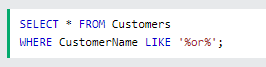 SELECT * FROM Customers
WHERE CustomerName LIKE '%or%';